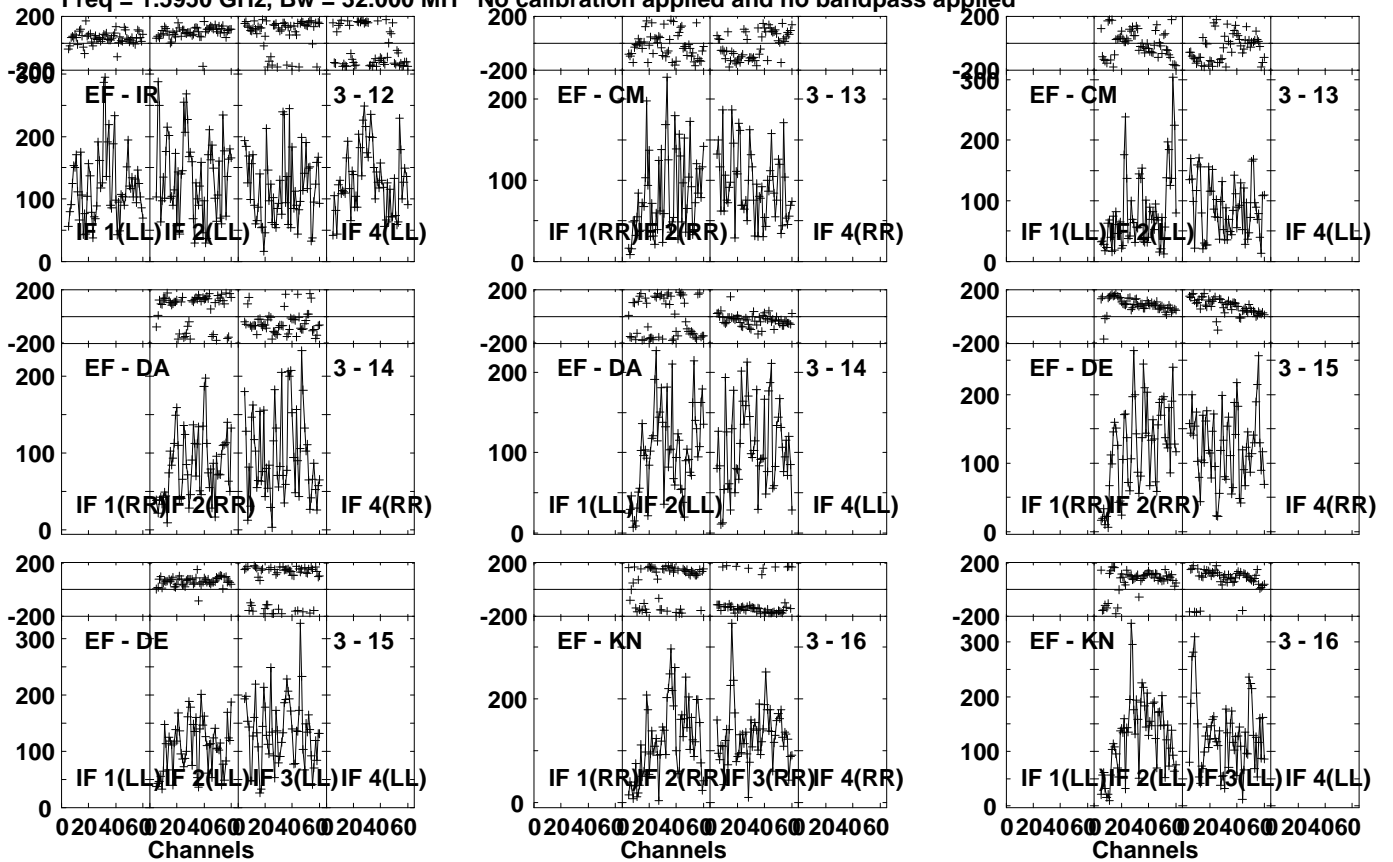 Freq = 1.5950 GHz, Bw = 32.000 MH No calibration applied and no bandpass applied
200
-200
300
200
100
0
EF - IR 3 - 12
IF 1(LL) IF 2(LL) IF 4(LL)
200
-200
200
100
0
EF - CM 3 - 13
IF 1(RR) IF 2(RR) IF 4(RR)
200
-200
300
200
100
0
EF - CM 3 - 13
IF 1(LL) IF 2(LL) IF 4(LL)
200
-200
200
100
0
EF - DA 3 - 14
IF 1(RR) IF 2(RR) IF 4(RR)
200
-200
200
100
0
EF - DA 3 - 14
IF 1(LL) IF 2(LL) IF 4(LL)
200
-200
200
100
0
EF - DE 3 - 15
IF 1(RR) IF 2(RR) IF 4(RR)
200
-200
300
200
100
0
EF - DE 3 - 15
IF 1(LL) IF 2(LL) IF 3(LL) IF 4(LL)
200
-200
200
0
EF - KN 3 - 16
IF 1(RR) IF 2(RR) IF 3(RR) IF 4(RR)
200
-200
300
200
100
0
EF - KN 3 - 16
IF 1(LL) IF 2(LL) IF 3(LL) IF 4(LL)
0 20 40 60 0 20 40 60 0 20 40 60 0 20 40 60
Channels
0 20 40 60 0 20 40 60 0 20 40 60 0 20 40 60
Channels
0 20 40 60 0 20 40 60 0 20 40 60 0 20 40 60
Channels